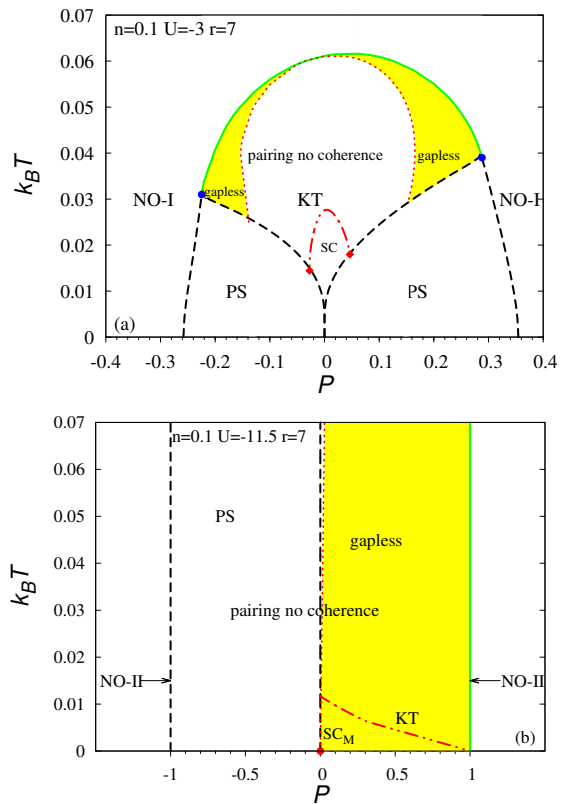 n=0.1 U=-3 r=7
0.07
0.06
0.05
0.04
0.03
0.02
0.01
0
k_BT
pairing no coherence
gapless
gapless
NO-I
KT
NO-I
SC
PS
PS
(a)
-0.4 -0.3 -0.2 -0.1 0 0.1 0.2 0.3 0.4
P
n=0.1 U=-11.5 r=7
0.07
0.06
0.05
0.04
0.03
0.02
0.01
0
k_BT
PS
gapless
pairing no coherence
NO-II
NO-II
KT
SC_M
(b)
-1 0 0.5 1
P